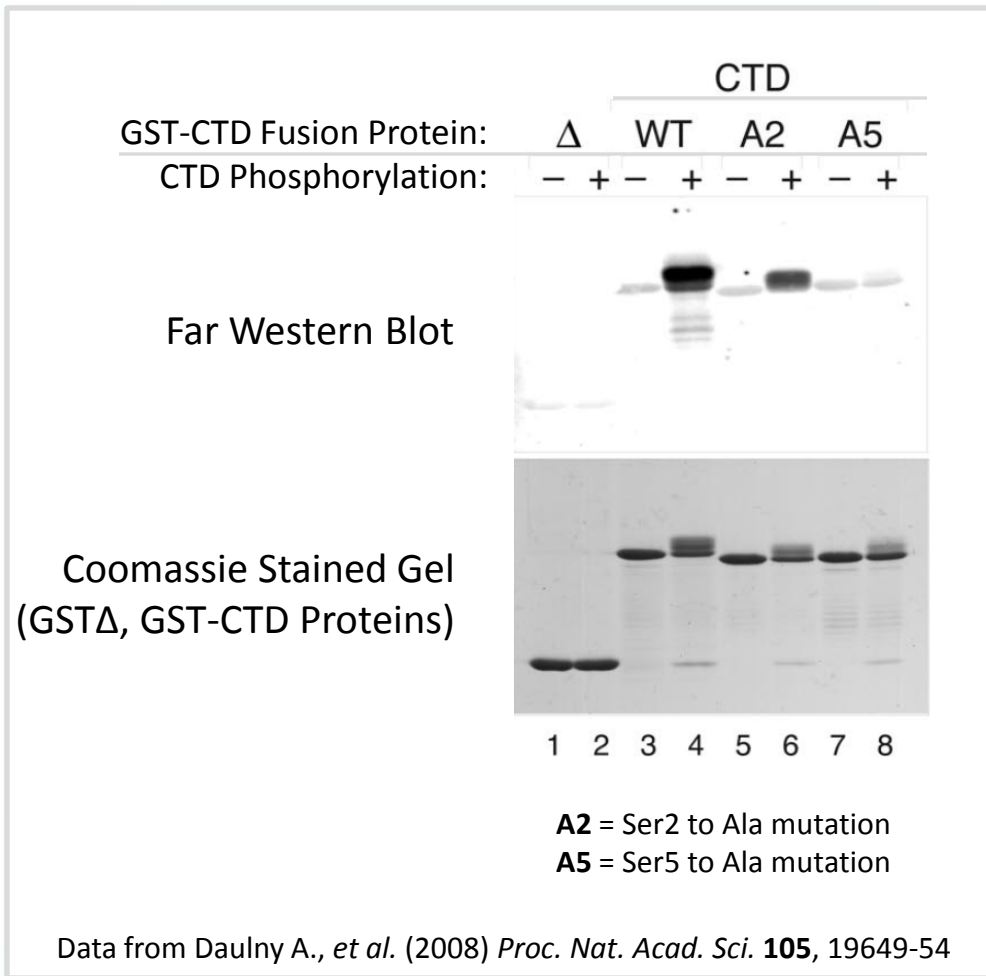 CTD
GST-CTD Fusion Protein: Δ WT A2 A5
CTD Phosphorylation: − + − + − + − +
Far Western Blot
Coomassie Stained Gel
(GSTΔ, GST-CTD Proteins)
1 2 3 4 5 6 7 8
A2 = Ser2 to Ala mutation
A5 = Ser5 to Ala mutation
Data from Daulny A., et al. (2008) Proc. Nat. Acad. Sci. 105, 19649-54